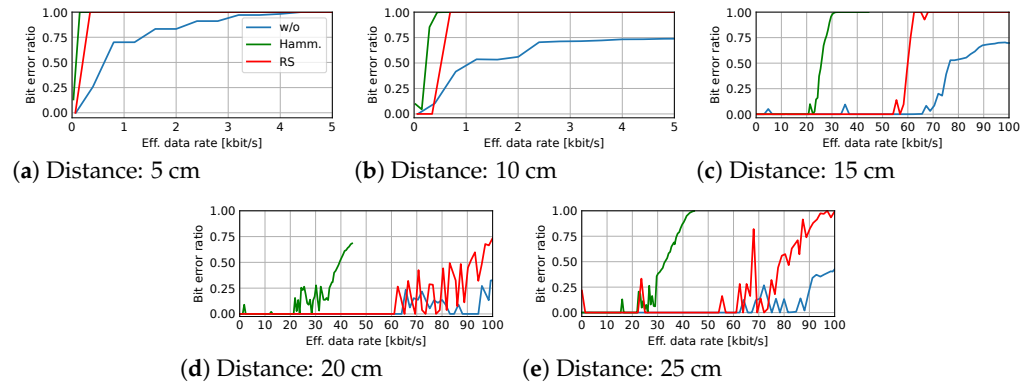 1.00
0.75
0.50
0.25
0.00
Bit error ratio
w/o
Hamm.
RS
0 1 2 3 4 5
Eff. data rate [kbit/s]
(a) Distance: 5 cm
1.00
0.75
0.50
0.25
0.00
Bit error ratio
0 1 2 3 4 5
Eff. data rate [kbit/s]
(b) Distance: 10 cm
1.00
0.75
0.50
0.25
0.00
Bit error ratio
0 10 20 30 40 50 60 70 80 90 100
Eff. data rate [kbit/s]
(c) Distance: 15 cm
1.00
0.75
0.50
0.25
0.00
Bit error ratio
0 10 20 30 40 50 60 70 80 90 100
Eff. data rate [kbit/s]
(d) Distance: 20 cm
1.00
0.75
0.50
0.25
0.00
Bit error ratio
0 10 20 30 40 50 60 70 80 90 100
Eff. data rate [kbit/s]
(e) Distance: 25 cm